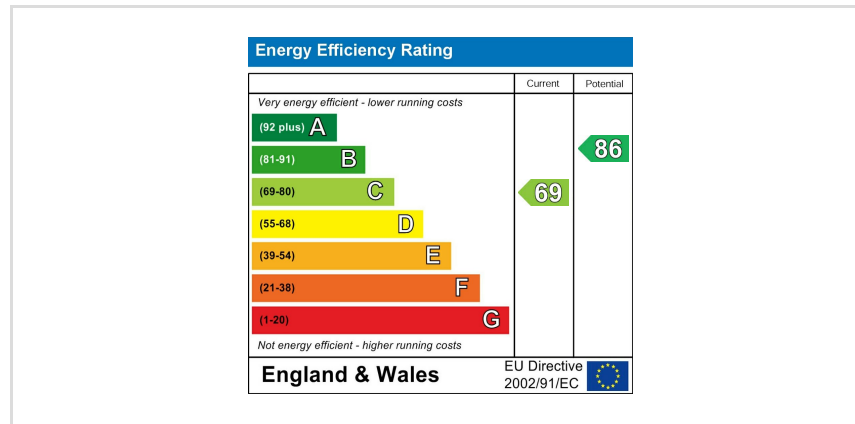 Energy Efficiency Rating
Current Potential
Very energy efficient - lower running costs
(92 plus) A
(81-91) B
86
(69-80) C
69
(55-68) D
(39-54) E
(21-38) F
(1-20) G
Not energy efficient - higher running costs
England & Wales
EU Directive
2002/91/EC